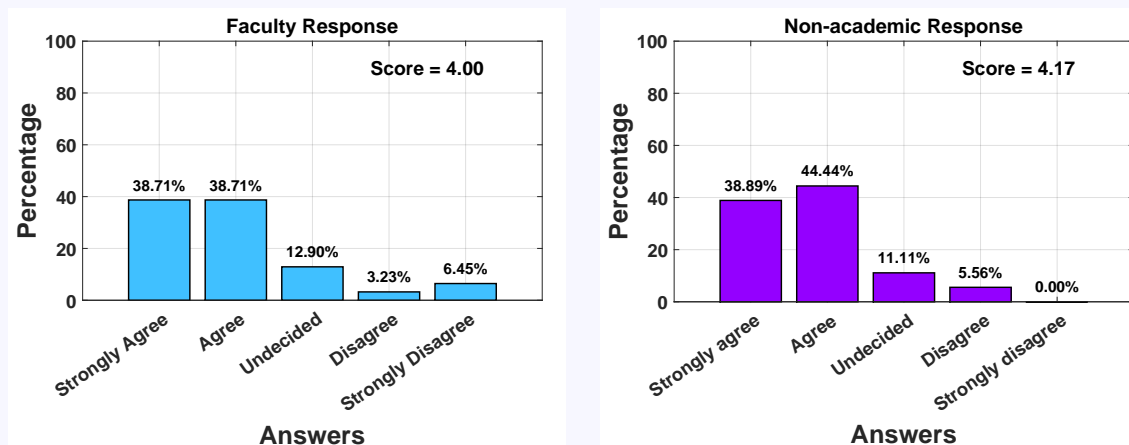 Faculty Response
Score = 4.00
Percentage
100
80
60
40
20
0
38.71%
38.71%
12.90%
3.23%
6.45%
Strongly Agree
Agree
Undecided
Disagree
Strongly Disagree
Answers
Non-academic Response
Score = 4.17
Percentage
100
80
60
40
20
0
38.89%
44.44%
11.11%
5.56%
0.00%
Strongly agree
Agree
Undecided
Disagree
Strongly disagree
Answers